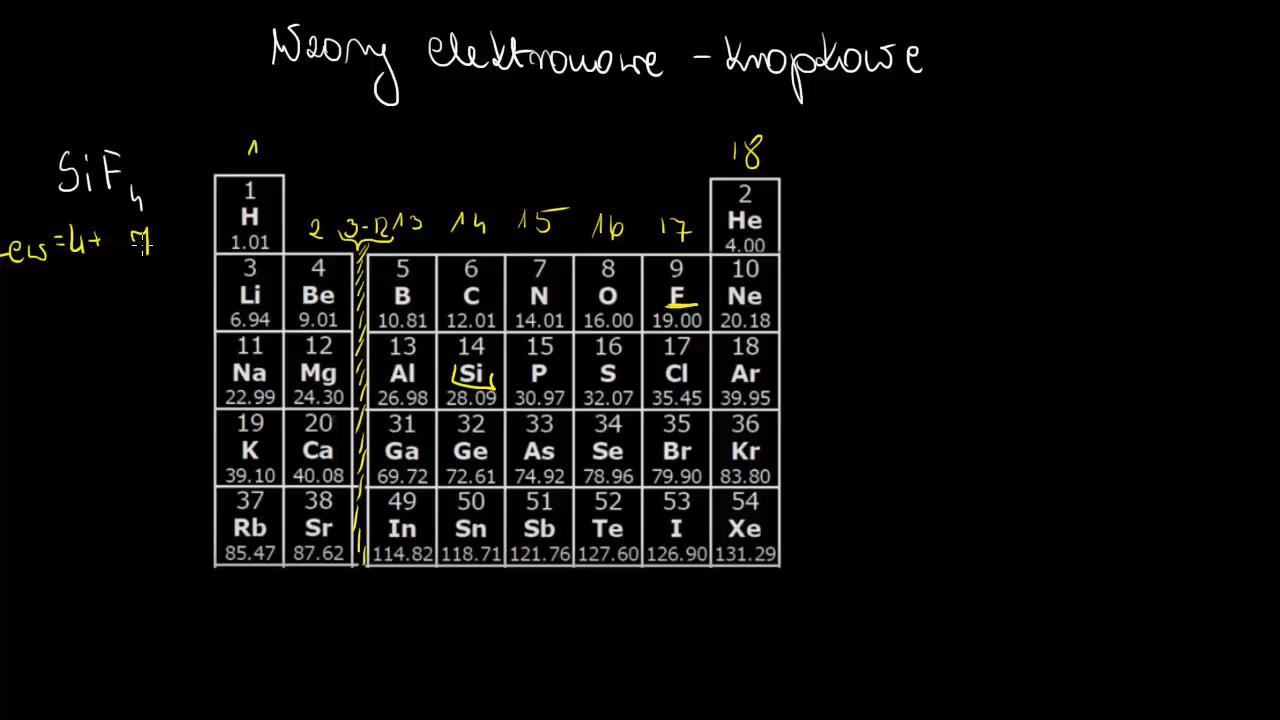 Wzory elektronowe - kropkowe
1 18
SiF4
1 2
H 2 3-12 13 14 15 16 17 He
-ew=4+ 7
1.01 4.00
3 4 5 6 7 8 9 10
Li Be B C N O F Ne
6.94 9.01 10.81 12.01 14.01 16.00 19.00 20.18
11 12 13 14 15 16 17 18
Na Mg Al Si P S Cl Ar
22.99 24.30 26.98 28.09 30.97 32.07 35.45 39.95
19 20 31 32 33 34 35 36
K Ca Ga Ge As Se Br Kr
39.10 40.08 69.72 72.61 74.92 78.96 79.90 83.80
37 38 49 50 51 52 53 54
Rb Sr In Sn Sb Te I Xe
85.47 87.62 114.82 118.71 121.76 127.60 126.90 131.29